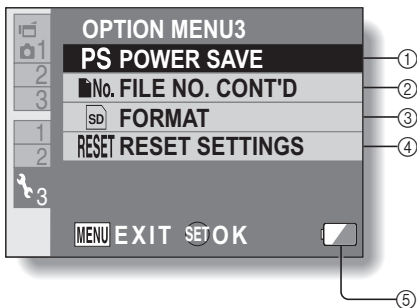 OPTION MENU3
PS POWER SAVE
No. FILE NO. CONT'D
SD FORMAT
RESET RESET SETTINGS
1
2
3
1
2
3
MENU EXIT SET OK
①
②
③
④
⑤